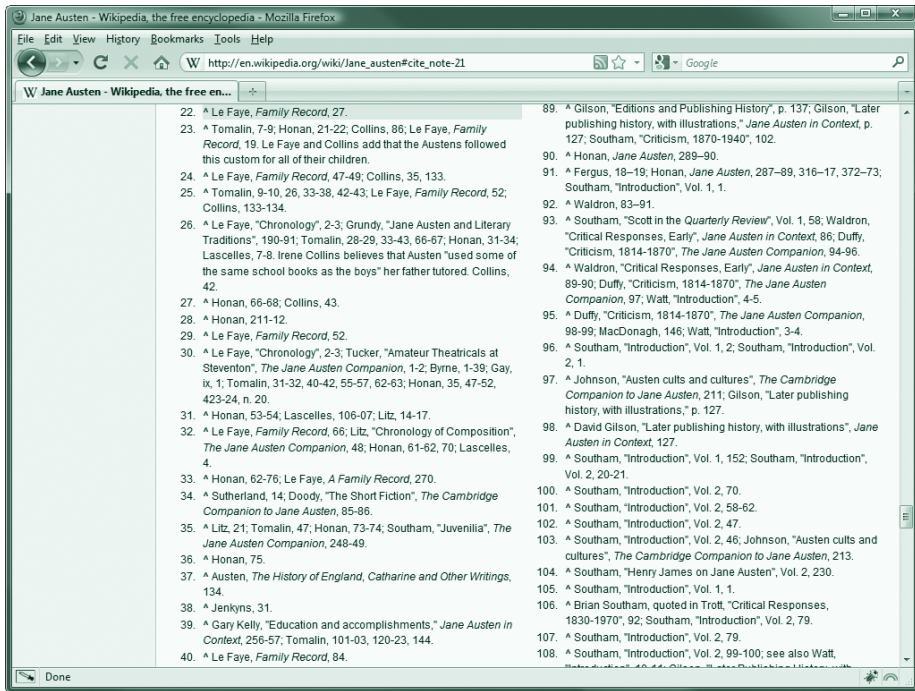 Jane Austen - Wikipedia, the free encyclopedia - Mozilla Firefox
File Edit View History Bookmarks Tools Help
W http://en.wikipedia.org/wiki/Jane_austen#cite_note-21
Google
W Jane Austen - Wikipedia, the free en...
22. ^ Le Faye, Family Record, 27.
23. ^ Tomalin, 7-9; Honan, 21-22; Collins, 86; Le Faye, Family
Record, 19. Le Faye and Collins add that the Austens followed
this custom for all of their children.
24. ^ Le Faye, Family Record, 47-49; Collins, 35, 133.
25. ^ Tomalin, 9-10, 26, 33-38, 42-43; Le Faye, Family Record, 52;
Collins, 133-134.
26. ^ Le Faye, "Chronology", 2-3; Grundy, "Jane Austen and Literary
Traditions", 190-91; Tomalin, 28-29, 33-43, 66-67; Honan, 31-34;
Lascelles, 7-8. Irene Collins believes that Austen "used some of
the same school books as the boys" her father tutored. Collins,
42.
27. ^ Honan, 66-68; Collins, 43.
28. ^ Honan, 211-12.
29. ^ Le Faye, Family Record, 52.
30. ^ Le Faye, "Chronology", 2-3; Tucker, "Amateur Theatricals at
Steventon", The Jane Austen Companion, 1-2; Byrne, 1-39; Gay,
ix, 1; Tomalin, 31-32, 40-42, 55-57, 62-63; Honan, 35, 47-52,
423-24, n. 20.
31. ^ Honan, 53-54; Lascelles, 106-07; Litz, 14-17.
32. ^ Le Faye, Family Record, 66; Litz, "Chronology of Composition",
The Jane Austen Companion, 48; Honan, 61-62, 70; Lascelles,
4.
33. ^ Honan, 62-76; Le Faye, A Family Record, 270.
34. ^ Sutherland, 14; Doody, "The Short Fiction", The Cambridge
Companion to Jane Austen, 85-86.
35. ^ Litz, 21; Tomalin, 47; Honan, 73-74; Southam, "Juvenilia", The
Jane Austen Companion, 248-49.
36. ^ Honan, 75.
37. ^ Austen, The History of England, Catharine and Other Writings,
134.
38. ^ Jenkyns, 31.
39. ^ Gary Kelly, "Education and accomplishments," Jane Austen in
Context, 256-57; Tomalin, 101-03, 120-23, 144.
40. ^ Le Faye, Family Record, 84.
89. ^ Gilson, "Editions and Publishing History", p. 137; Gilson, "Later
publishing history, with illustrations," Jane Austen in Context, p.
127; Southam, "Criticism, 1870-1940", 102.
90. ^ Honan, Jane Austen, 289–90.
91. ^ Fergus, 18–19; Honan, Jane Austen, 287–89, 316–17, 372–73;
Southam, "Introduction", Vol. 1, 1.
92. ^ Waldron, 83–91.
93. ^ Southam, "Scott in the Quarterly Review", Vol. 1, 58; Waldron,
"Critical Responses, Early", Jane Austen in Context, 86; Duffy,
"Criticism, 1814-1870", The Jane Austen Companion, 94-96.
94. ^ Waldron, "Critical Responses, Early", Jane Austen in Context,
89-90; Duffy, "Criticism, 1814-1870", The Jane Austen
Companion, 97; Watt, "Introduction", 4-5.
95. ^ Duffy, "Criticism, 1814-1870", The Jane Austen Companion,
98-99; MacDonagh, 146; Watt, "Introduction", 3-4.
96. ^ Southam, "Introduction", Vol. 1, 2; Southam, "Introduction", Vol.
2, 1.
97. ^ Johnson, "Austen cults and cultures", The Cambridge
Companion to Jane Austen, 211; Gilson, "Later publishing
history, with illustrations," p. 127.
98. ^ David Gilson, "Later publishing history, with illustrations", Jane
Austen in Context, 127.
99. ^ Southam, "Introduction", Vol. 1, 152; Southam, "Introduction",
Vol. 2, 20-21.
100. ^ Southam, "Introduction", Vol. 2, 70.
101. ^ Southam, "Introduction", Vol. 2, 58-62.
102. ^ Southam, "Introduction", Vol. 2, 47.
103. ^ Southam, "Introduction", Vol. 2, 46; Johnson, "Austen cults and
cultures", The Cambridge Companion to Jane Austen, 213.
104. ^ Southam, "Henry James on Jane Austen", Vol. 2, 230.
105. ^ Southam, "Introduction", Vol. 1, 1.
106. ^ Brian Southam, quoted in Trott, "Critical Responses,
1830-1970", 92; Southam, "Introduction", Vol. 2, 79.
107. ^ Southam, "Introduction", Vol. 2, 79.
108. ^ Southam, "Introduction", Vol. 2, 99-100; see also Watt,
Done